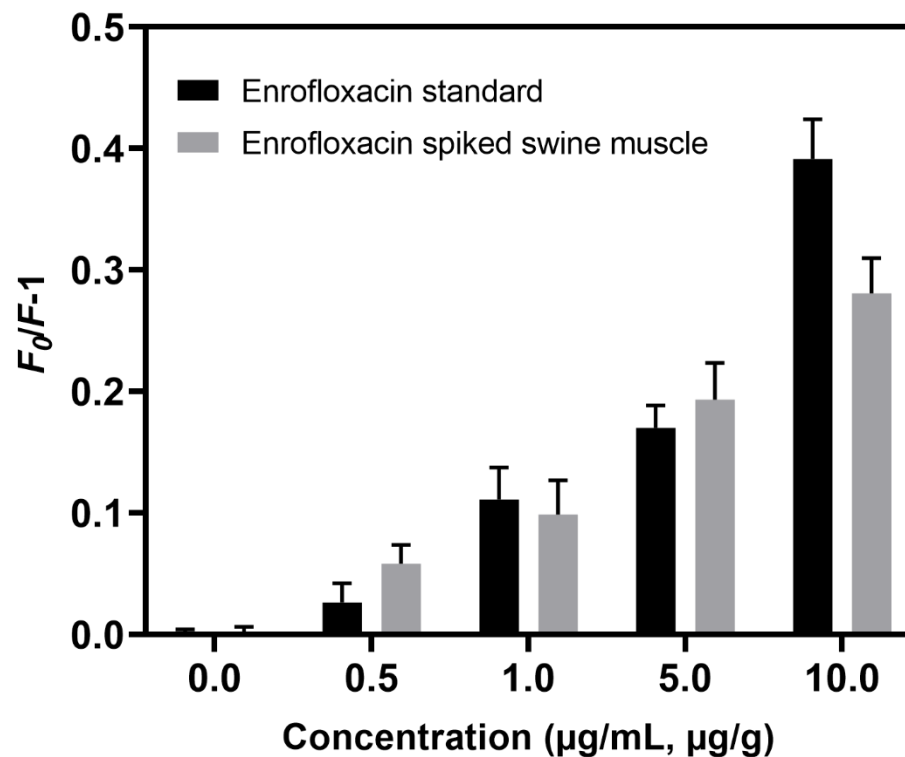 0.5
Enrofloxacin standard
Enrofloxacin spiked swine muscle
0.4
0.3
F0/F-1
0.2
0.1
0.0
0.0 0.5 1.0 5.0 10.0
Concentration (µg/mL, µg/g)